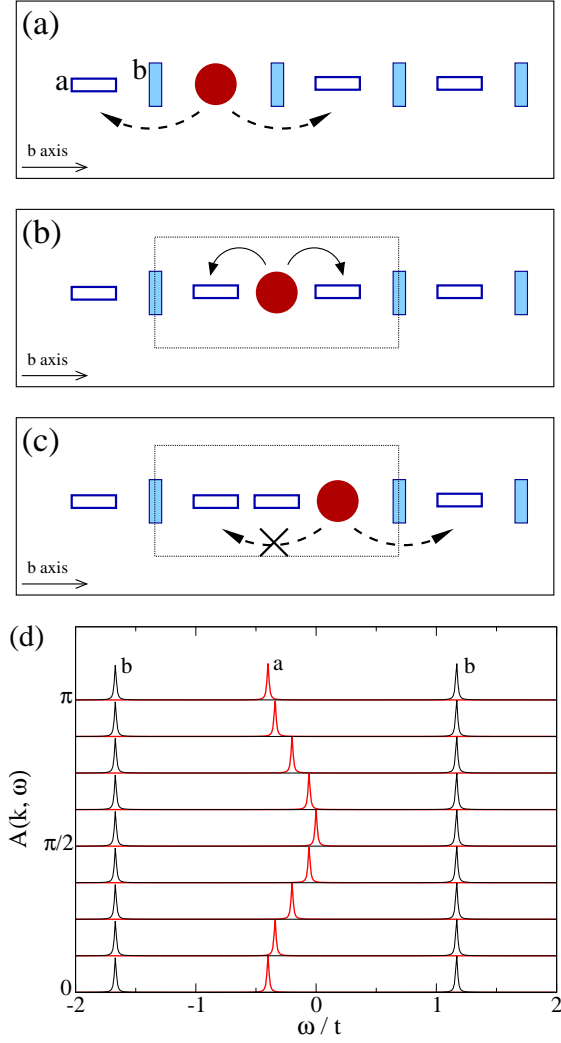 (a)
a
b
b axis
(b)
b axis
(c)
b axis
(d)
b
a
b
π
π/2
0
A(k, ω)
-2
-1
0
1
2
ω / t